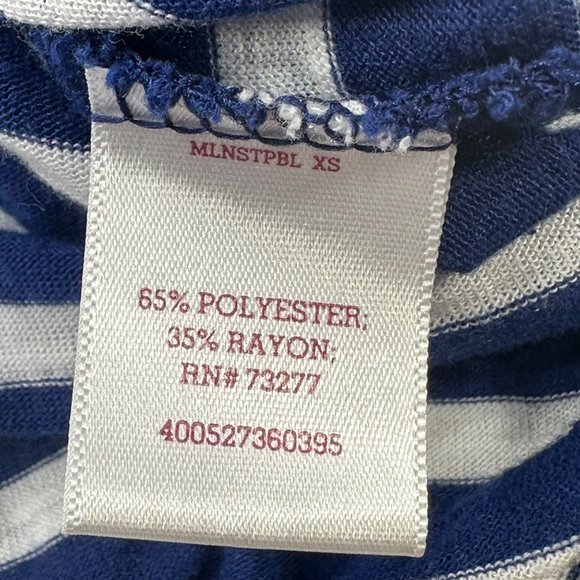 MLNSTPBL XS
65% POLYESTER;
35% RAYON;
RN# 73277
400527360395